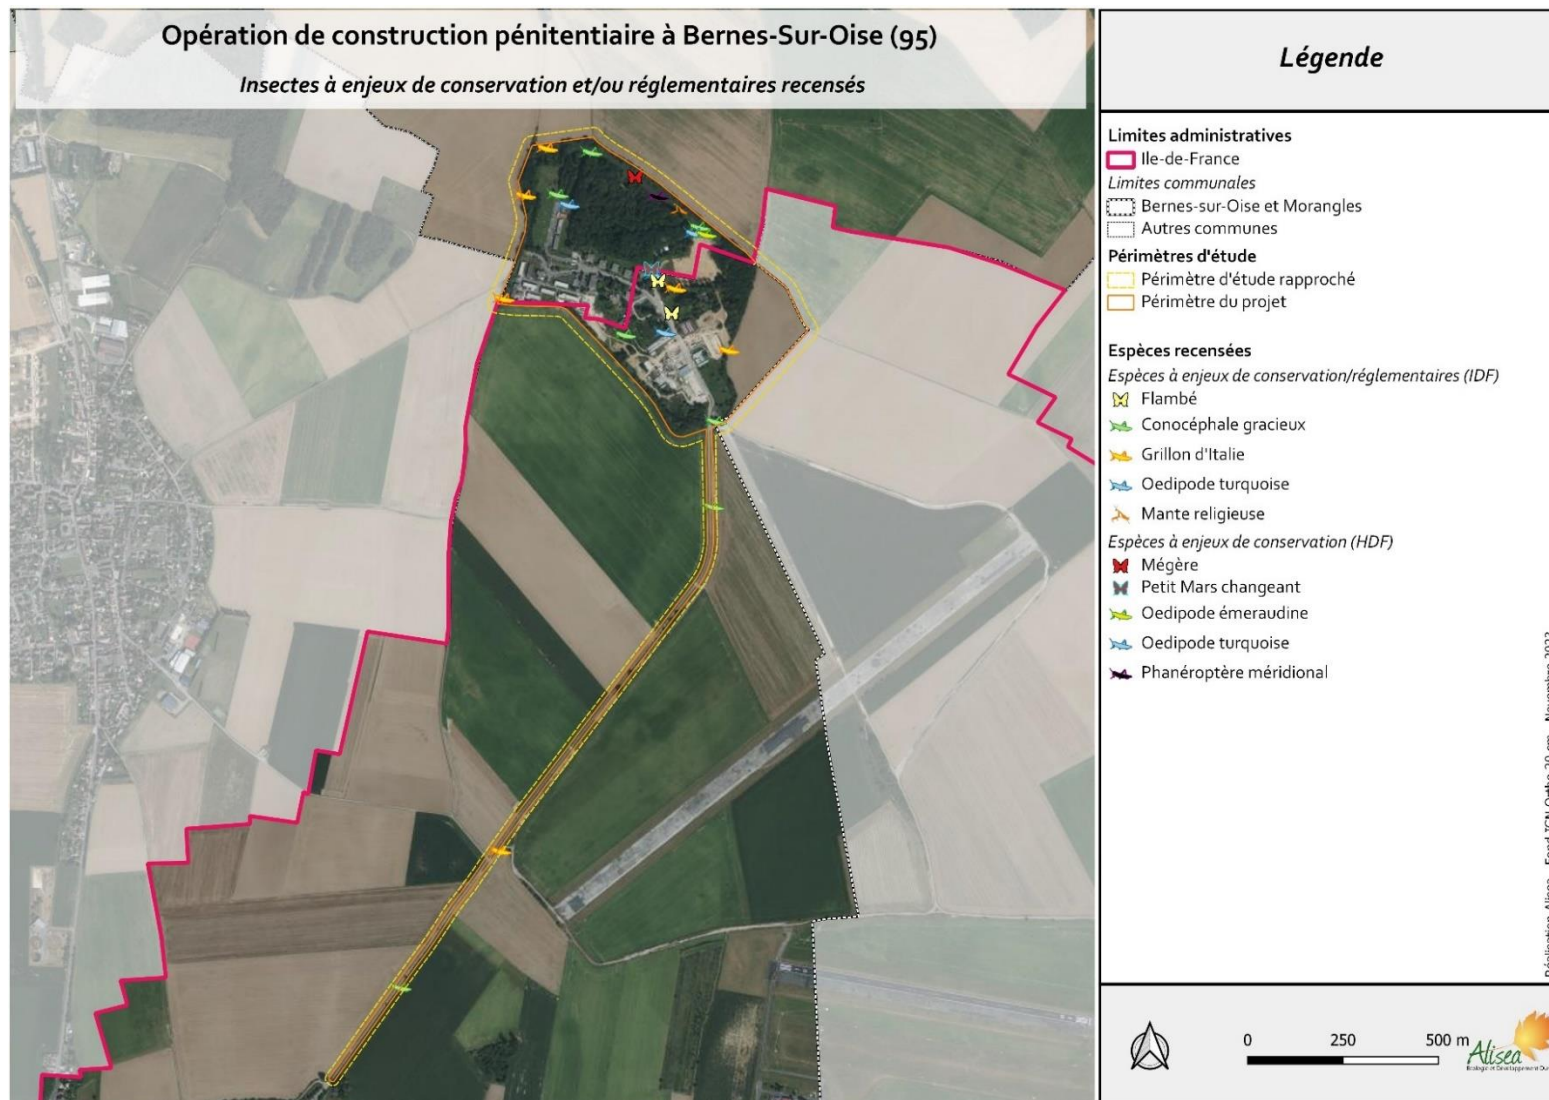 Opération de construction pénitentiaire à Bernes-Sur-Oise (95)
Insectes à enjeux de conservation et/ou réglementaires recensés
Légende
Limites administratives
Ile-de-France
Limites communales
Bernes-sur-Oise et Morangles
Autres communes
Périmètres d'étude
Périmètre d'étude rapproché
Périmètre du projet
Espèces recensées
Espèces à enjeux de conservation/réglementaires (IDF)
Flambé
Conocéphale gracieux
Grillon d'Italie
Oedipode turquoise
Mante religieuse
Espèces à enjeux de conservation (HDF)
Mégère
Petit Mars changeant
Oedipode émeraudine
Oedipode turquoise
Phanéroptère méridional
0 250 500 m
Alisea